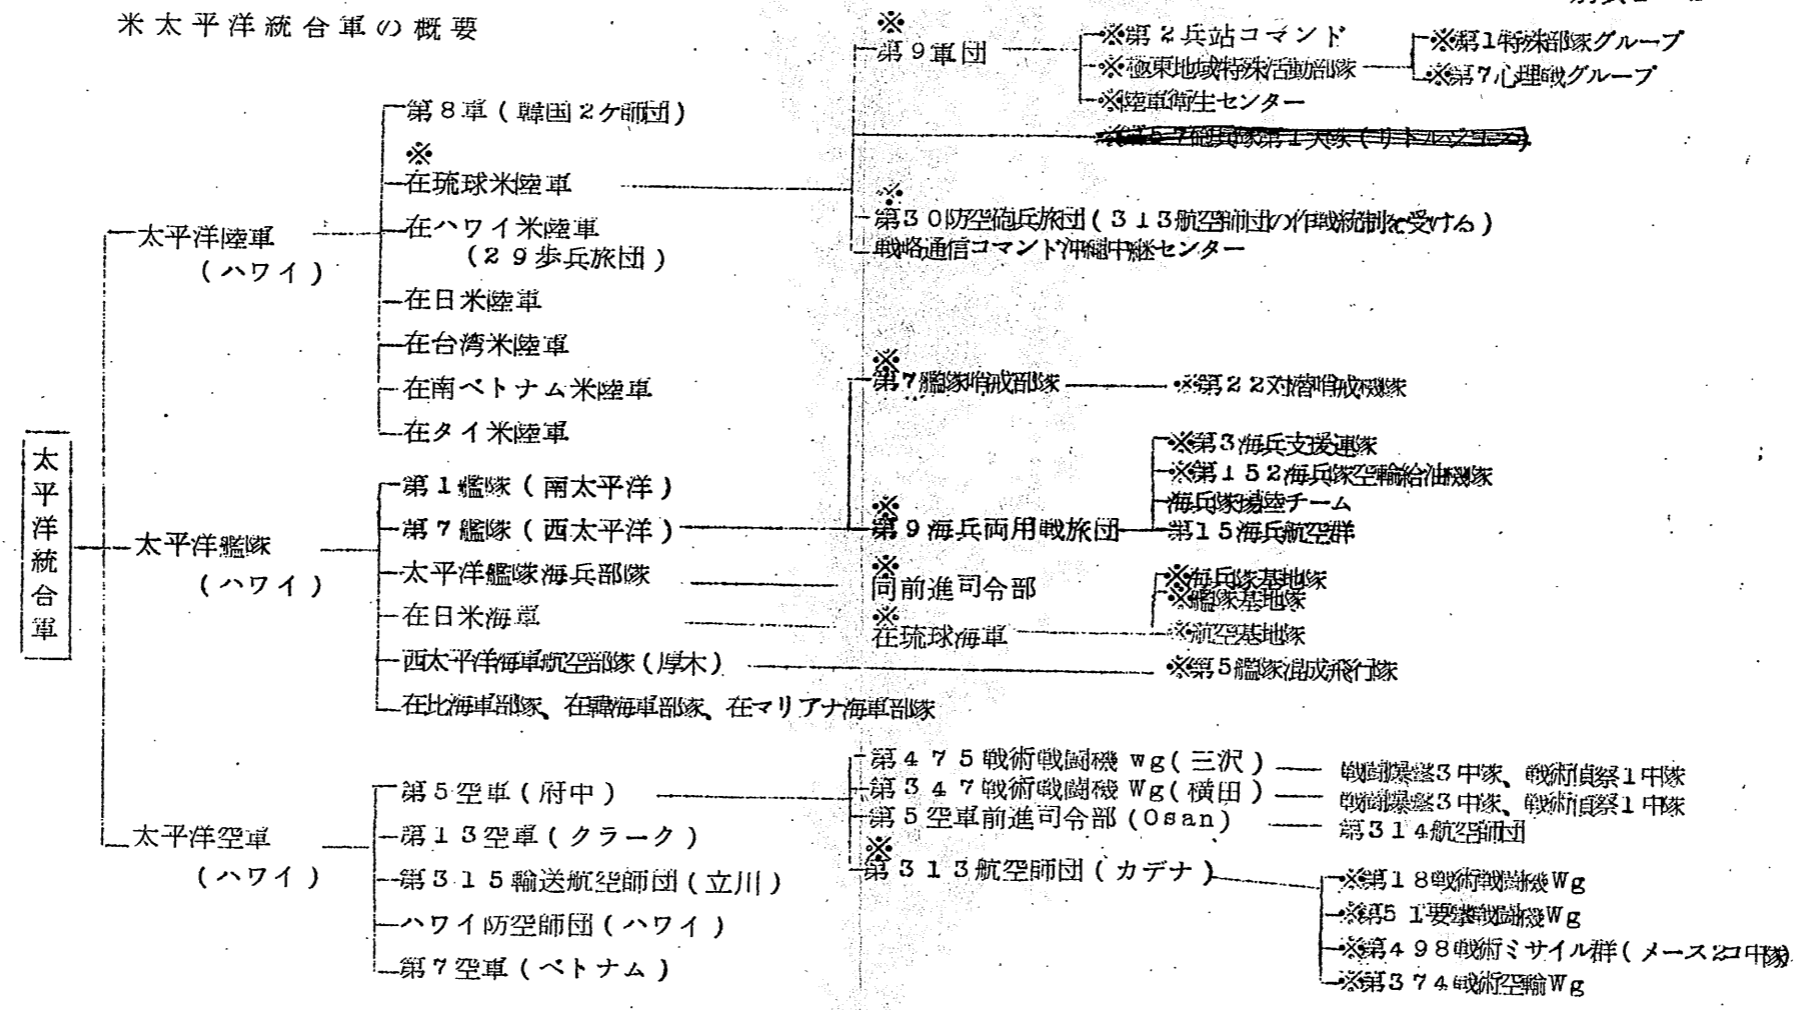 米太平洋統合軍の概要
太平洋統合軍
太平洋陸軍
(ハワイ)
第8軍(韓国2ケ師団)
※
在琉球米陸軍
在ハワイ米陸軍
(29歩兵旅団)
在日米陸軍
在台湾米陸軍
在南ベトナム米陸軍
在タイ米陸軍
※
第9軍団
※第2兵站コマンド
※極東地域特殊活動部隊
※陸軍衛生センター
※第1特殊部隊グループ
※第7心理戦グループ
※
第30防空砲兵旅団(313航空師団の作戦統制を受ける)
戦略通信コマンド沖縄中継センター
太平洋艦隊
(ハワイ)
第1艦隊(南太平洋)
第7艦隊(西太平洋)
太平洋艦隊海兵部隊
在日米海軍
西太平洋海軍航空部隊(厚木)
在比海軍部隊、在韓海軍部隊、在マリアナ海軍部隊
※
第7艦隊哨戒部隊
※第22対潜哨戒機隊
※
第9海兵両用戦旅団
※第3海兵支援連隊
※第152海兵隊空輸給油機隊
海兵隊揚陸チーム
第15海兵航空群
※
同前進司令部
※
在琉球海軍
※海兵隊基地隊
※艦隊基地隊
※航空基地隊
※第5艦隊混成飛行隊
太平洋空軍
(ハワイ)
第5空軍(府中)
第13空軍(クラーク)
第315輸送航空師団(立川)
ハワイ防空師団(ハワイ)
第7空軍(ベトナム)
第475戦術戦闘機wg(三沢)
戦闘爆撃3中隊、戦術偵察1中隊
第347戦術戦闘機Wg(横田)
戦闘爆撃3中隊、戦術偵察1中隊
第5空軍前進司令部(Osan)
第314航空師団
※
第313航空師団(カデナ)
※第18戦術戦闘機Wg
※第51要撃戦闘機Wg
※第498戦術ミサイル群(メース2コ中隊)
※第374戦術空輸Wg